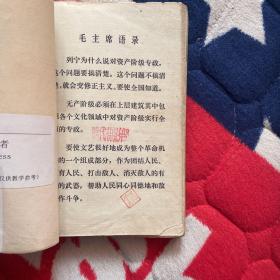 毛主席语录
列宁为什么说对资产阶级专政,
这个问题要搞清楚。这个问题不搞清
,就会变修正主义。要使全国知道。
无产阶级必须在上层建筑其中包
各个文化领域中对资产阶级实行全
的专政。
要使文艺很好地成为整个革命机
的一个组成部分,作为团结人民、
育人民、打击敌人、消灭敌人的有
的武器,帮助人民同心同德地和敌
作斗争。
者
ess
仅供教学参考)